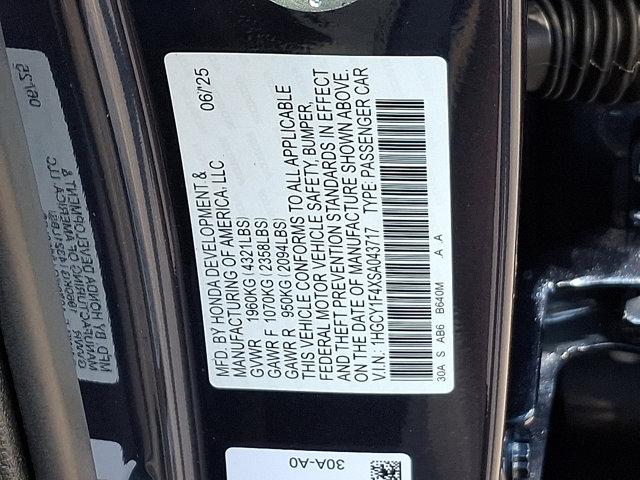 MFD. BY HONDA DEVELOPMENT & 06/'25
MANUFACTURING OF AMERICA, LLC
GVWR 1960KG (4321LBS)
GAWR F 1070KG (2358LBS)
GAWR R 950KG (2094LBS)
THIS VEHICLE CONFORMS TO ALL APPLICABLE
FEDERAL MOTOR VEHICLE SAFETY, BUMPER,
AND THEFT PREVENTION STANDARDS IN EFFECT
ON THE DATE OF MANUFACTURE SHOWN ABOVE.
V.I.N.: 1HGCY1F4XSA043717 TYPE: PASSENGER CAR
30A S AB6 B640M A A
30A-A0